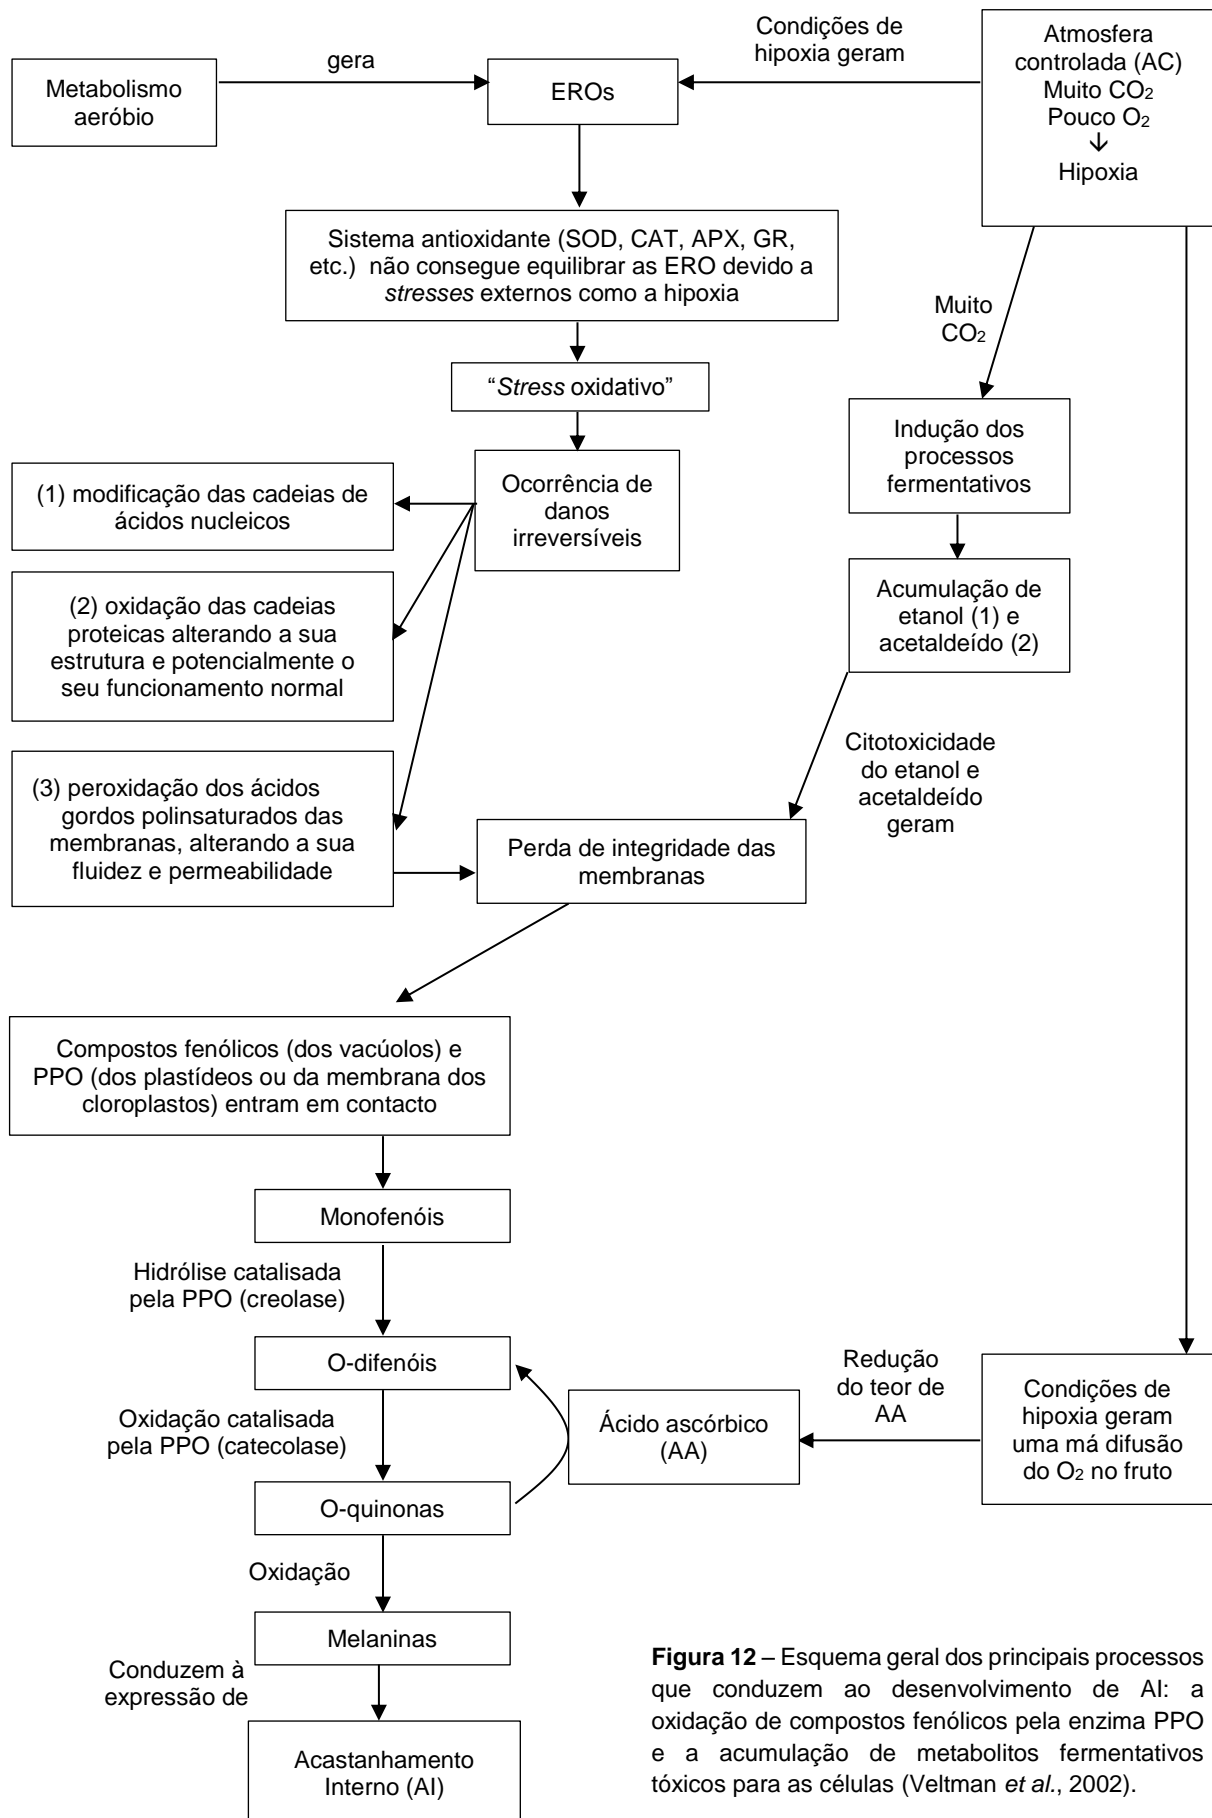 Condições de
hipoxia geram
gera
Metabolismo
aeróbio
EROs
Atmosfera
controlada (AC)
Muito CO₂
Pouco O₂
↓
Hipoxia
Sistema antioxidante (SOD, CAT, APX, GR,
etc.) não consegue equilibrar as ERO devido a
stresses externos como a hipoxia
Muito
CO₂
“Stress oxidativo”
Indução dos
processos
fermentativos
Ocorrência de
danos
irreversíveis
(1) modificação das cadeias de
ácidos nucleicos
(2) oxidação das cadeias
proteicas alterando a sua
estrutura e potencialmente o
seu funcionamento normal
Acumulação de
etanol (1) e
acetaldeído (2)
(3) peroxidação dos ácidos
gordos polinsaturados das
membranas, alterando a sua
fluidez e permeabilidade
Citotoxicidade
do etanol e
acetaldeído
geram
Perda de integridade das
membranas
Compostos fenólicos (dos vacúolos) e
PPO (dos plastídeos ou da membrana dos
cloroplastos) entram em contacto
Monofenóis
Hidrólise catalisada
pela PPO (creolase)
O-difenóis
Redução
do teor de
AA
Condições de
hipoxia geram
uma má difusão
do O₂ no fruto
Oxidação catalisada
pela PPO (catecolase)
Ácido ascórbico
(AA)
O-quinonas
Oxidação
Melaninas
Conduzem à
expressão de
Acastanhamento
Interno (AI)
Figura 12 – Esquema geral dos principais processos
que conduzem ao desenvolvimento de AI: a
oxidação de compostos fenólicos pela enzima PPO
e a acumulação de metabolitos fermentativos
tóxicos para as células (Veltman et al., 2002).